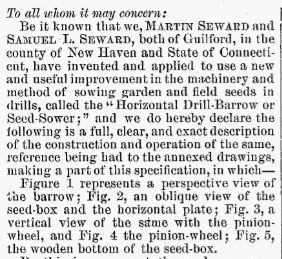 To all whom it may concern:
Be it known that we, MARTIN SEWARD and
SAMUEL L. SEWARD, both of Guilford, in the
county of New Haven and State of Connecti-
cut, have invented and applied to use a new
and useful improvement in the machinery and
method of sowing garden and field seeds in
drills, called the "Horizontal Drill-Barrow or
Seed-Sower;" and we do hereby declare the
following is a full, clear, and exact description
of the construction and operation of the same,
reference being had to the annexed drawings,
making a part of this specification, in which—
Figure 1 represents a perspective view of
the barrow; Fig. 2, an oblique view of the
seed-box and the horizontal plate; Fig. 3, a
vertical view of the same with the pinion-
wheel, and Fig. 4 the pinion-wheel; Fig. 5,
the wooden bottom of the seed-box.